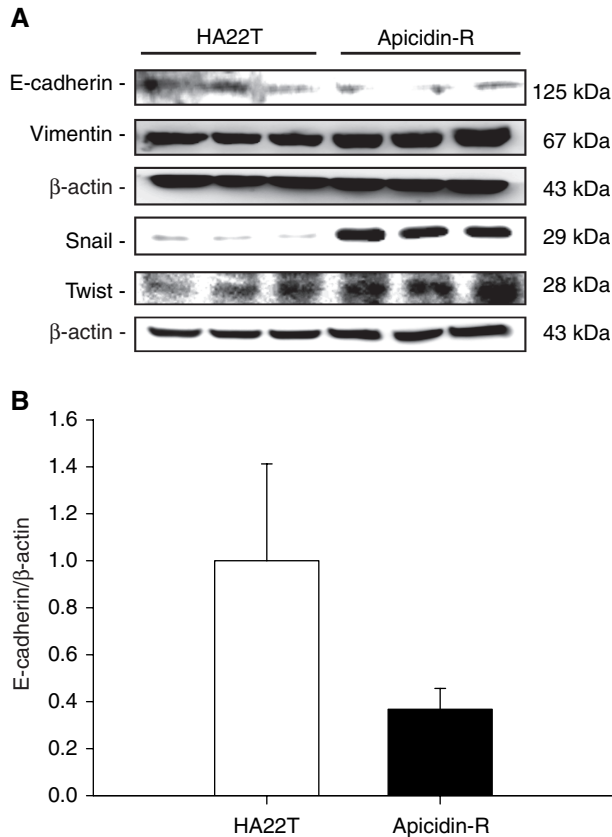 A
HA22T Apicidin-R
E-cadherin - 125 kDa
Vimentin - 67 kDa
β-actin - 43 kDa
Snail - 29 kDa
Twist - 28 kDa
β-actin - 43 kDa
B
E-cadherin/β-actin
1.6
1.4
1.2
1.0
0.8
0.6
0.4
0.2
0.0
HA22T Apicidin-R